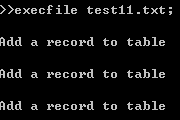 >>execfile test11.txt;
Add a record to table
Add a record to table
Add a record to table